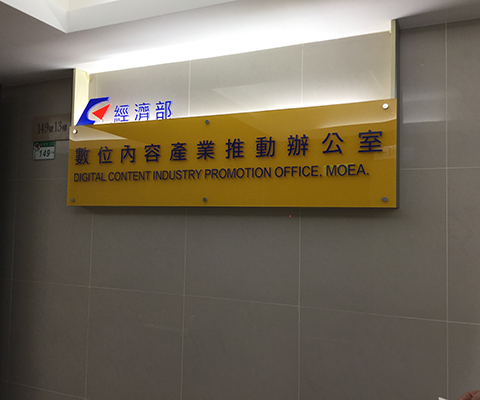 經濟部
數位內容產業推動辦公室
DIGITAL CONTENT INDUSTRY PROMOTION OFFICE, MOEA.
149